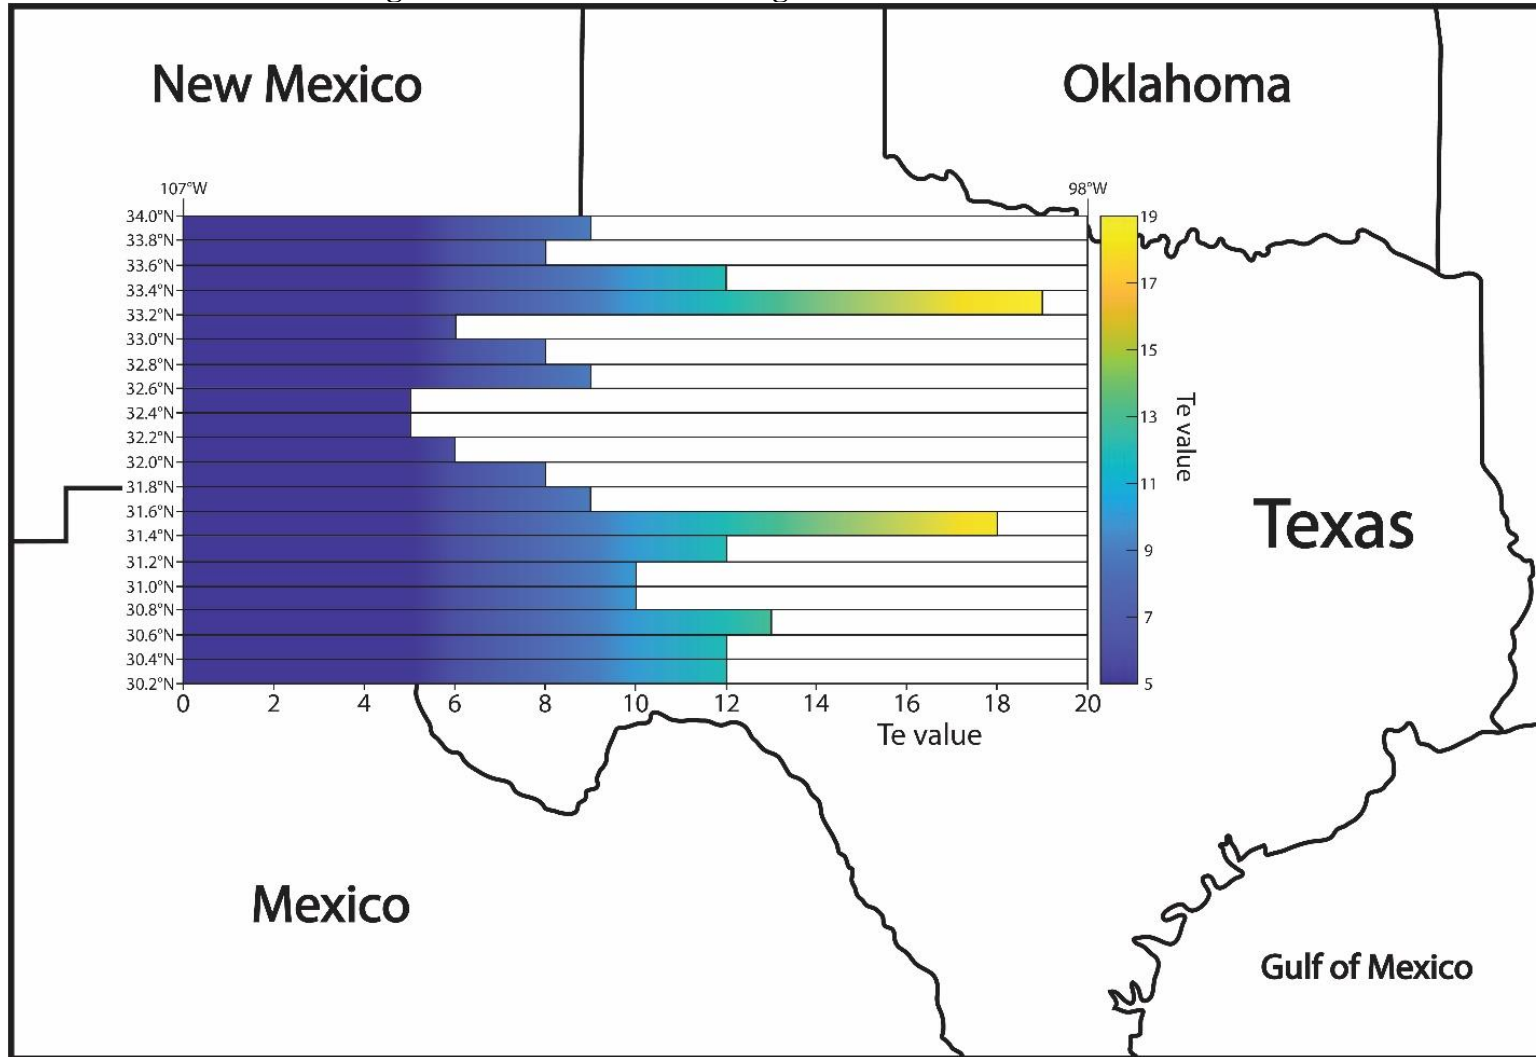 New Mexico
Oklahoma
107°W
98°W
34.0°N
33.8°N
33.6°N
33.4°N
33.2°N
33.0°N
32.8°N
32.6°N
32.4°N
32.2°N
32.0°N
31.8°N
31.6°N
31.4°N
31.2°N
31.0°N
30.8°N
30.6°N
30.4°N
30.2°N
0 2 4 6 8 10 12 14 16 18 20
Te value
19
17
15
13
11
9
7
5
Te value
Texas
Mexico
Gulf of Mexico